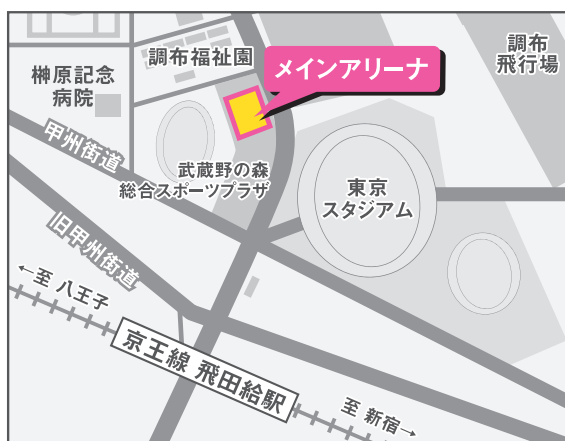 調布福祉園
メインアリーナ
調布
飛行場
榊原記念
病院
甲州街道
武蔵野の森
総合スポーツプラザ
東京
スタジアム
旧甲州街道
←至 八王子
京王線 飛田給駅
至 新宿→